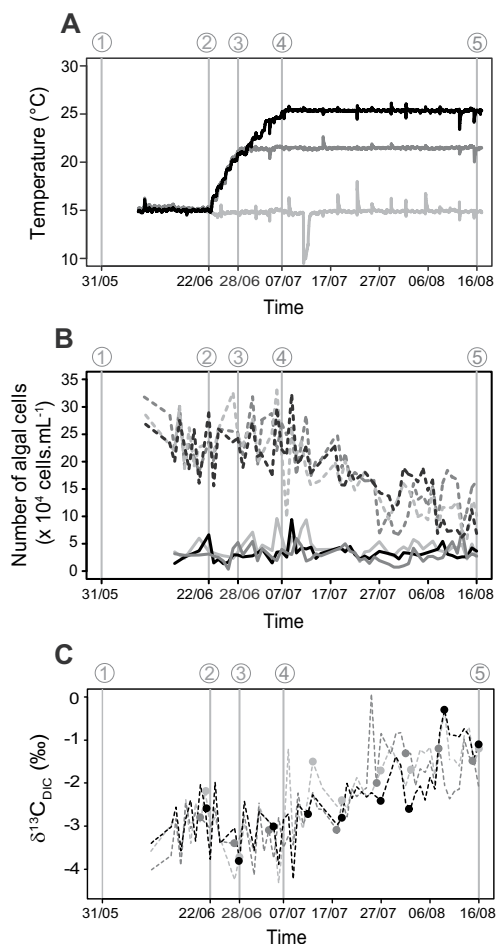 A
① ② ③ ④ ⑤
Temperature (°C)
30
25
20
15
10
31/05 22/06 28/06 07/07 17/07 27/07 06/08 16/08
Time
B
① ② ③ ④ ⑤
Number of algal cells
(x 10⁴ cells.mL⁻¹)
35
30
25
20
15
10
5
0
31/05 22/06 28/06 07/07 17/07 27/07 06/08 16/08
Time
C
① ② ③ ④ ⑤
δ¹³C_DIC (‰)
0
-1
-2
-3
-4
31/05 22/06 28/06 07/07 17/07 27/07 06/08 16/08
Time